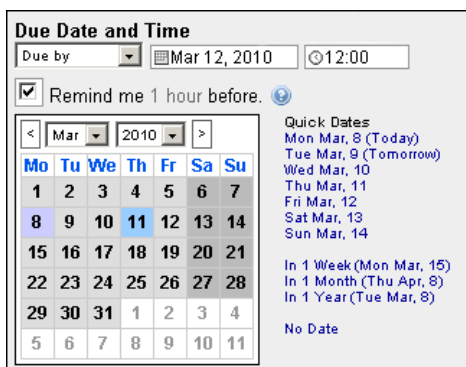 Due Date and Time
Due by Mar 12, 2010 12:00
Remind me 1 hour before. ?
< Mar 2010 >
Mo Tu We Th Fr Sa Su
1 2 3 4 5 6 7
8 9 10 11 12 13 14
15 16 17 18 19 20 21
22 23 24 25 26 27 28
29 30 31 1 2 3 4
5 6 7 8 9 10 11
Quick Dates
Mon Mar, 8 (Today)
Tue Mar, 9 (Tomorrow)
Wed Mar, 10
Thu Mar, 11
Fri Mar, 12
Sat Mar, 13
Sun Mar, 14
In 1 Week (Mon Mar, 15)
In 1 Month (Thu Apr, 8)
In 1 Year (Tue Mar, 8)
No Date